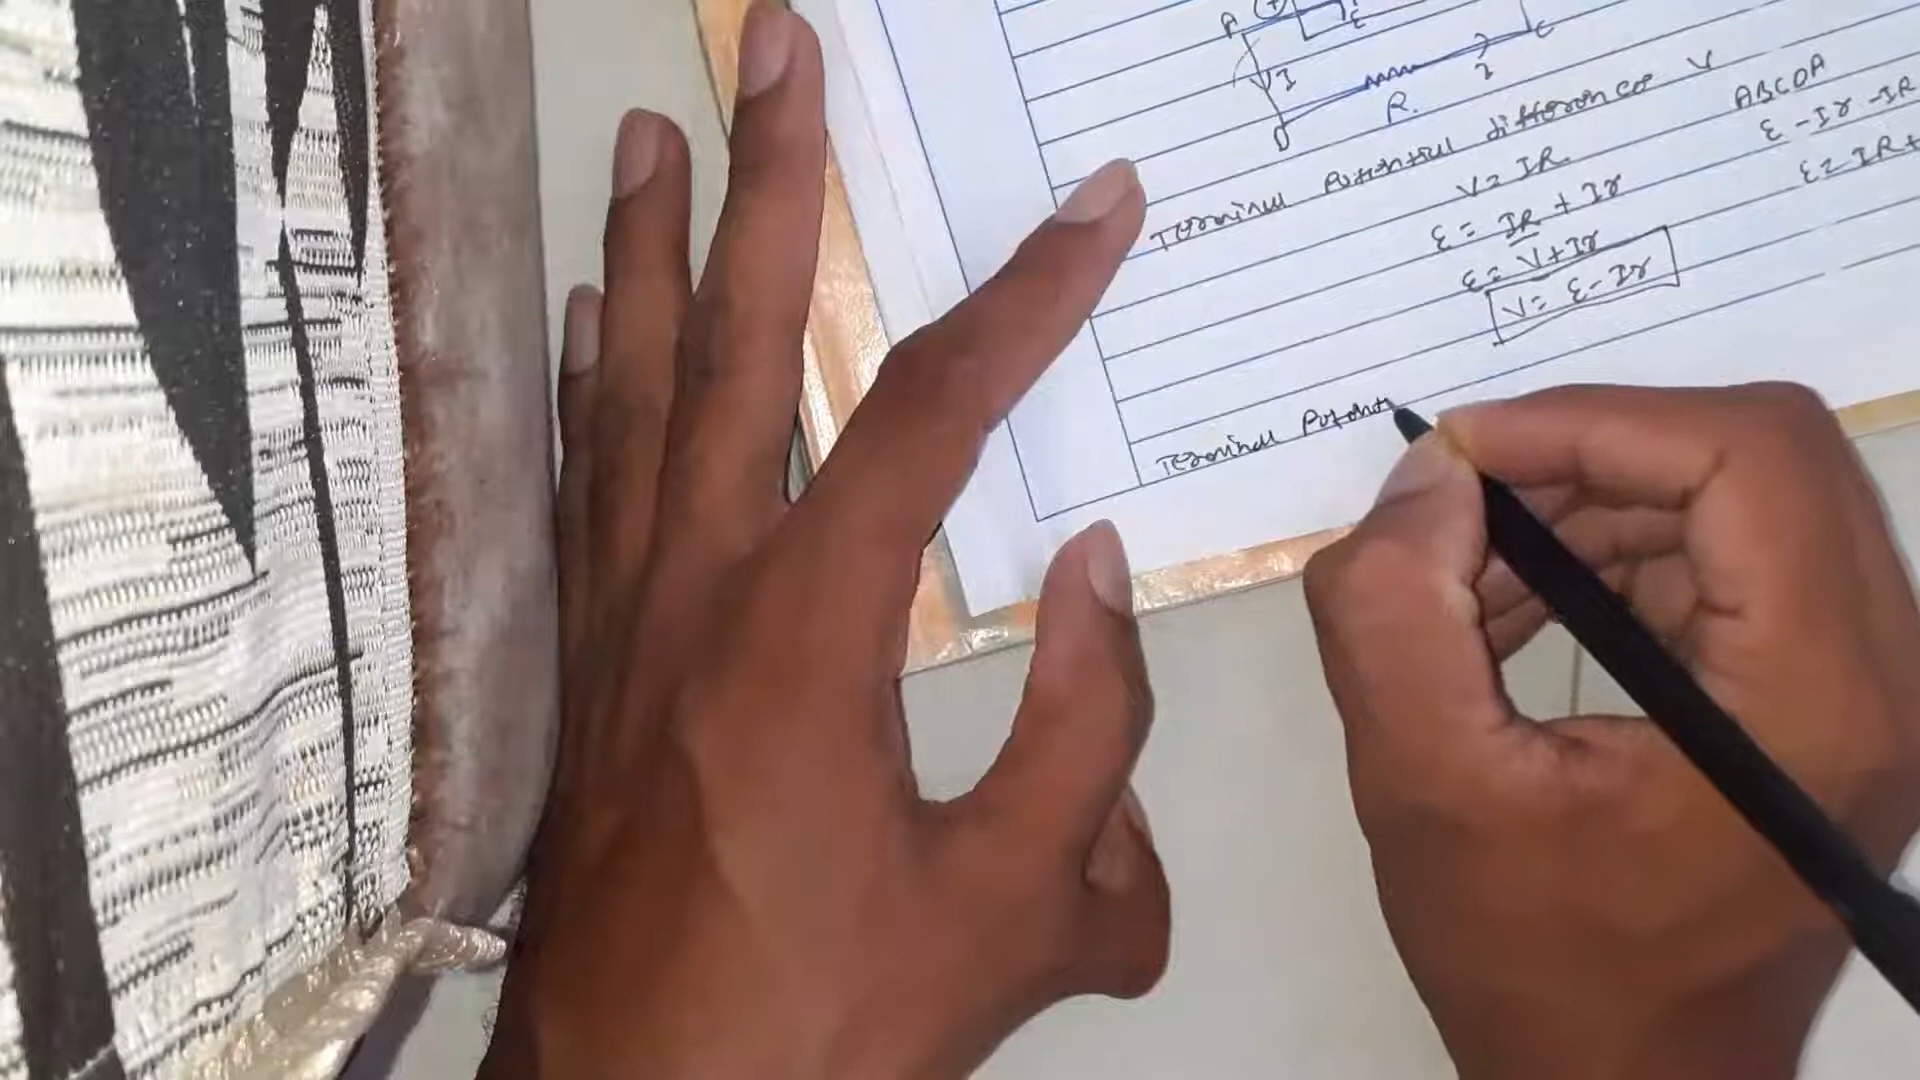 A + ε
I I C
D R.
Terminal Potential difference V
V = IR. ABCDA
ε = IR + Ir ε - Ir - IR
ε = V + Ir ε = IR +
V = ε - Ir
Terminal Potent